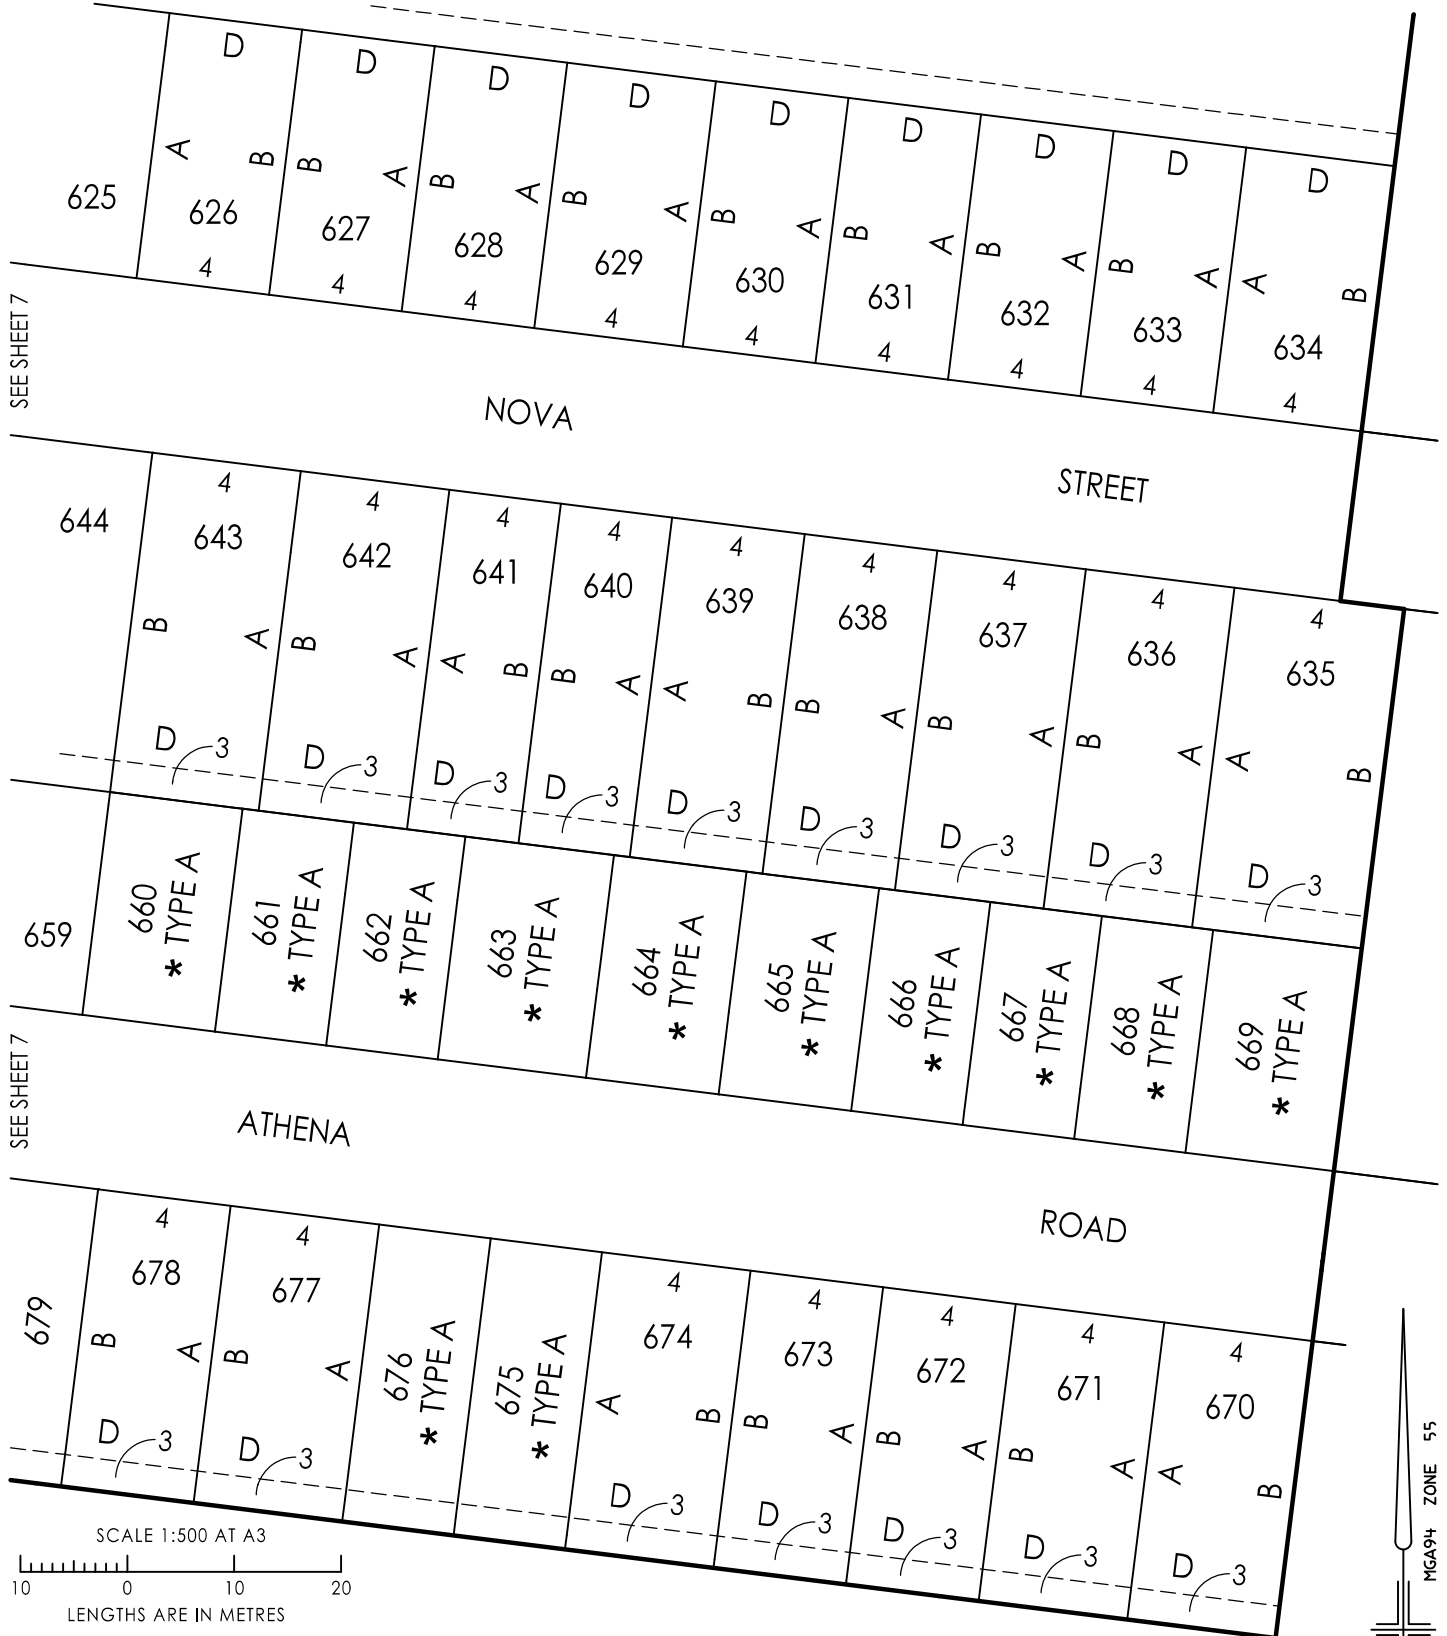 D D D D D D D D D
A B B A B A B A B A B A B A B A A B
625 626 627 628 629 630 631 632 633 634
4 4 4 4 4 4 4 4 4
SEE SHEET 7
NOVA STREET
4 4 4 4 4 4 4 4 4
644 643 642 641 640 639 638 637 636 635
B A B A A B B A A B B A B A B A A B
D 3 D 3 D 3 D 3 D 3 D 3 D 3 D 3 D 3
659
660
* TYPE A
661
* TYPE A
662
* TYPE A
663
* TYPE A
664
* TYPE A
665
* TYPE A
666
* TYPE A
667
* TYPE A
668
* TYPE A
669
* TYPE A
SEE SHEET 7
ATHENA ROAD
4 4 4 4 4 4 4
679 678 677
676
* TYPE A
675
* TYPE A
674 673 672 671 670
B A B A A B B A B A B A A B
D 3 D 3 D 3 D 3 D 3 D 3 D 3
SCALE 1:500 AT A3
10 0 10 20
LENGTHS ARE IN METRES
MGA94 ZONE 55